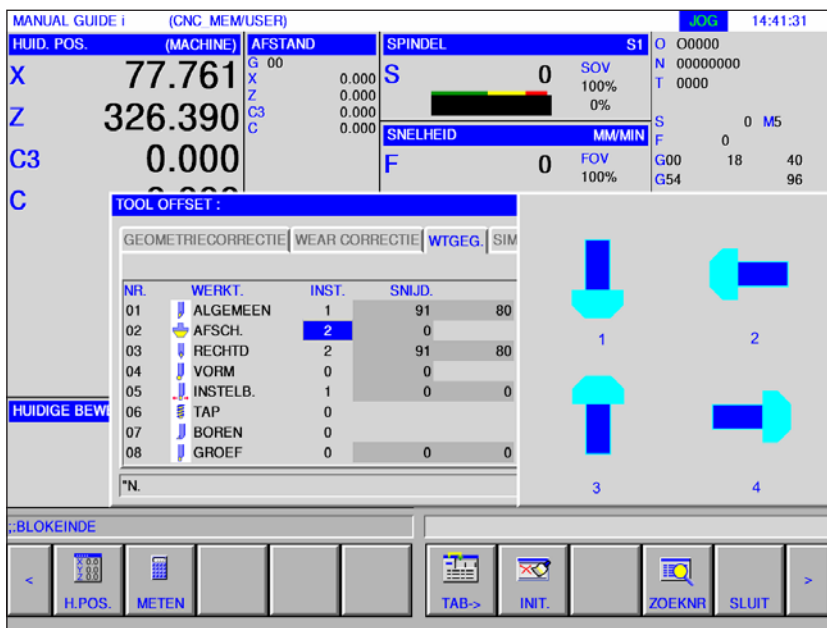 MANUAL GUIDE i (CNC_MEM/USER) JOG 14:41:31
HUID. POS. (MACHINE)
X 77.761
Z 326.390
C3 0.000
C
AFSTAND
G 00
X 0.000
Z 0.000
C3 0.000
C 0.000
SPINDEL S1
S 0 SOV
100%
0%
SNELHEID MM/MIN
F 0 FOV
100%
O O0000
N 00000000
T 0000
S 0 M5
F 0
G00 18 40
G54 96
TOOL OFFSET :
GEOMETRIECORRECTIE WEAR CORRECTIE WTGEG. SIM
NR. WERKT. INST. SNIJD.
01 ALGEMEEN 1 91 80
02 AFSCH. 2 0
03 RECHTD 2 91 80
04 VORM 0 0
05 INSTELB. 1 0 0
06 TAP 0
07 BOREN 0
08 GROEF 0 0 0
"N.
1
2
3
4
HUIDIGE BEWE
;:BLOKEINDE
< H.POS. METEN TAB-> INIT. ZOEKNR SLUIT >